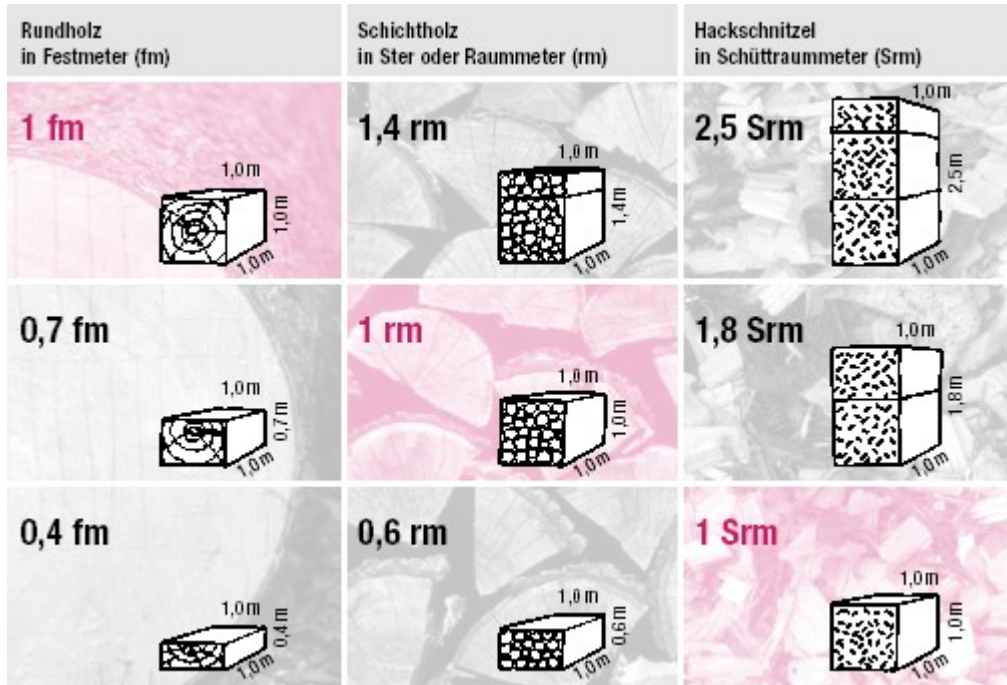 Rundholz
in Festmeter (fm)
Schichtholz
in Ster oder Raummeter (rm)
Hackschnitzel
in Schüttraummeter (Srm)
1 fm
1,0 m
1,0 m
1,0 m
1,4 rm
1,0 m
1,4 m
1,0 m
2,5 Srm
1,0 m
2,5 m
1,0 m
0,7 fm
1,0 m
0,7 m
1,0 m
1 rm
1,0 m
1,0 m
1,0 m
1,8 Srm
1,0 m
1,8 m
1,0 m
0,4 fm
1,0 m
0,4 m
1,0 m
0,6 rm
1,0 m
0,6 m
1,0 m
1 Srm
1,0 m
1,0 m
1,0 m